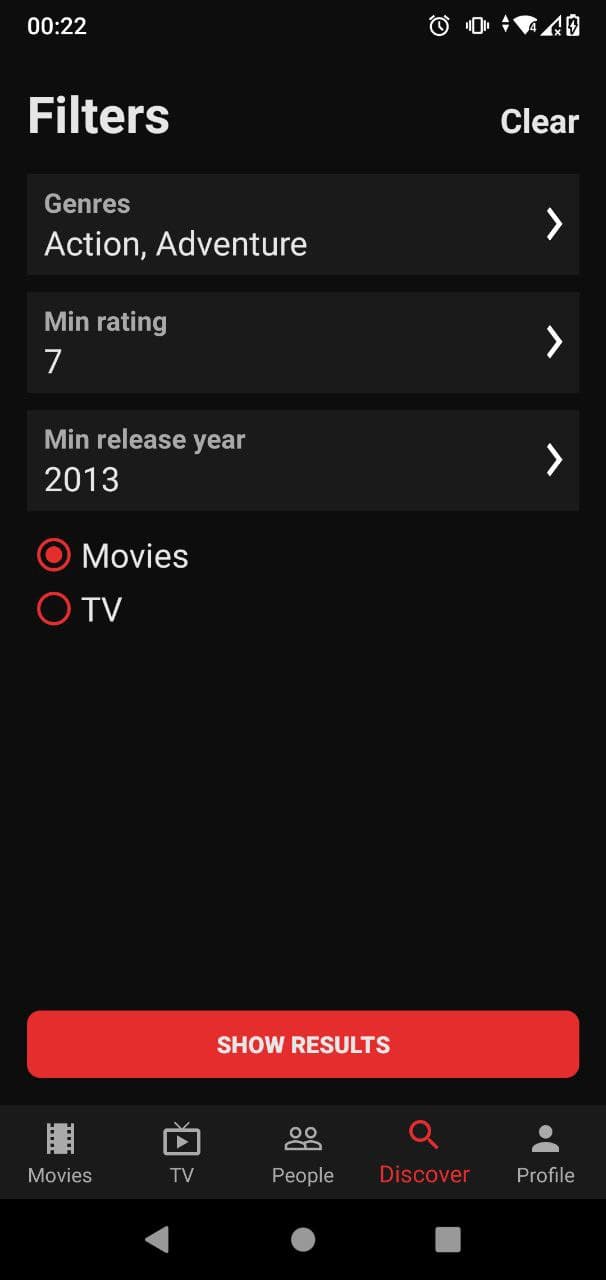 00:22
Filters
Clear
Genres
Action, Adventure
Min rating
7
Min release year
2013
Movies
TV
SHOW RESULTS
Movies
TV
People
Discover
Profile